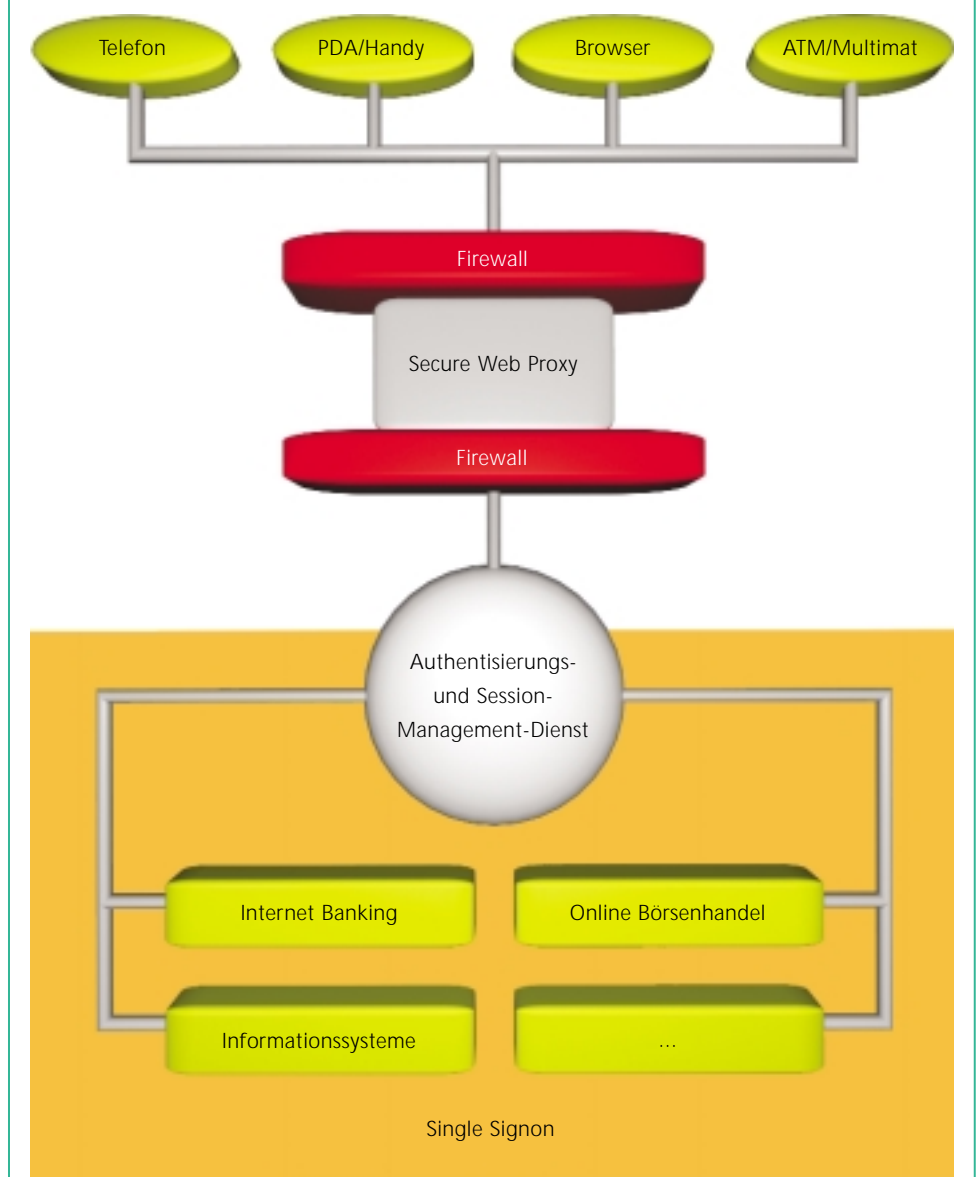 Telefon
PDA/Handy
Browser
ATM/Multimat
Firewall
Secure Web Proxy
Firewall
Authentisierungs-
und Session-
Management-Dienst
Internet Banking
Online Börsenhandel
Informationssysteme
...
Single Signon